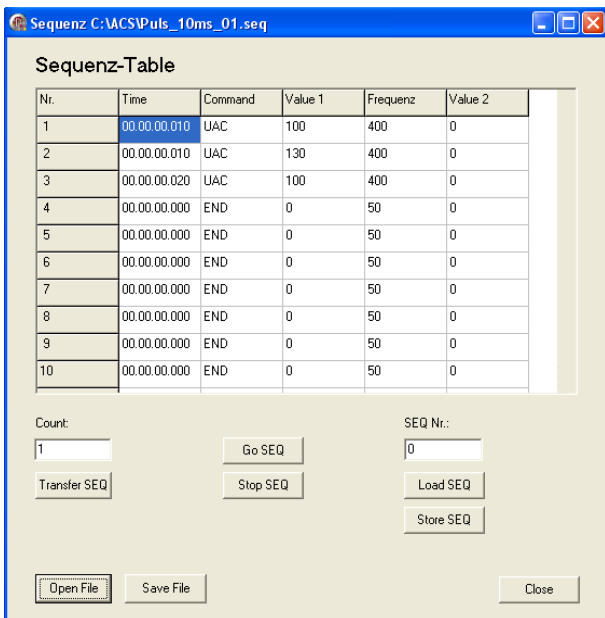 Sequenz C:\ACS\Puls_10ms_01.seq
Sequenz-Table
Nr. Time Command Value 1 Frequenz Value 2
1 00.00.00.010 UAC 100 400 0
2 00.00.00.010 UAC 130 400 0
3 00.00.00.020 UAC 100 400 0
4 00.00.00.000 END 0 50 0
5 00.00.00.000 END 0 50 0
6 00.00.00.000 END 0 50 0
7 00.00.00.000 END 0 50 0
8 00.00.00.000 END 0 50 0
9 00.00.00.000 END 0 50 0
10 00.00.00.000 END 0 50 0
Count: SEQ Nr.:
1 Go SEQ 0
Transfer SEQ Stop SEQ Load SEQ
Store SEQ
Open File Save File Close